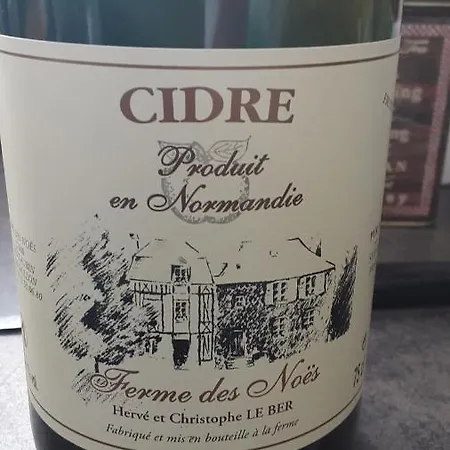 CIDRE
Produit
en Normandie
Ferme des Noës
Hervé et Christophe LE BER
Fabriqué et mis en bouteille à la ferme